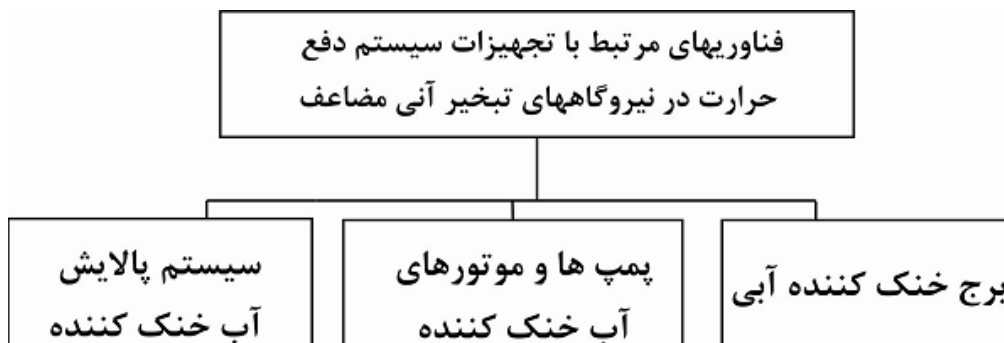 فناوریهای مرتبط با تجهیزات سیستم دفع
حرارت در نیروگاههای تبخیر آنی مضاعف
برج خنک کننده آبی
پمپ ها و موتورهای
آب خنک کننده
سیستم پالایش
آب خنک کننده